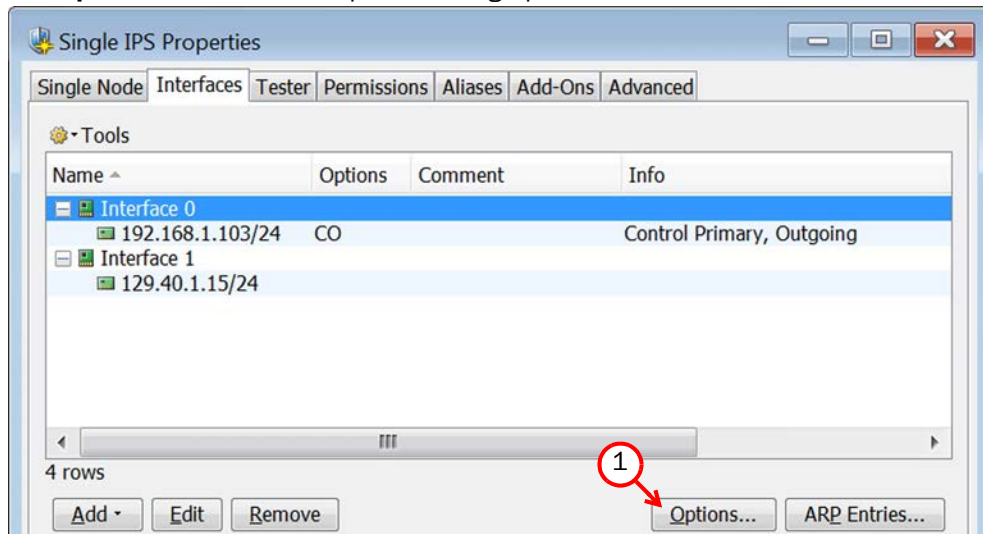 Single IPS Properties
Single Node Interfaces Tester Permissions Aliases Add-Ons Advanced
Tools
Name Options Comment Info
Interface 0
192.168.1.103/24 CO Control Primary, Outgoing
Interface 1
129.40.1.15/24
4 rows
1
Add Edit Remove Options... ARP Entries...